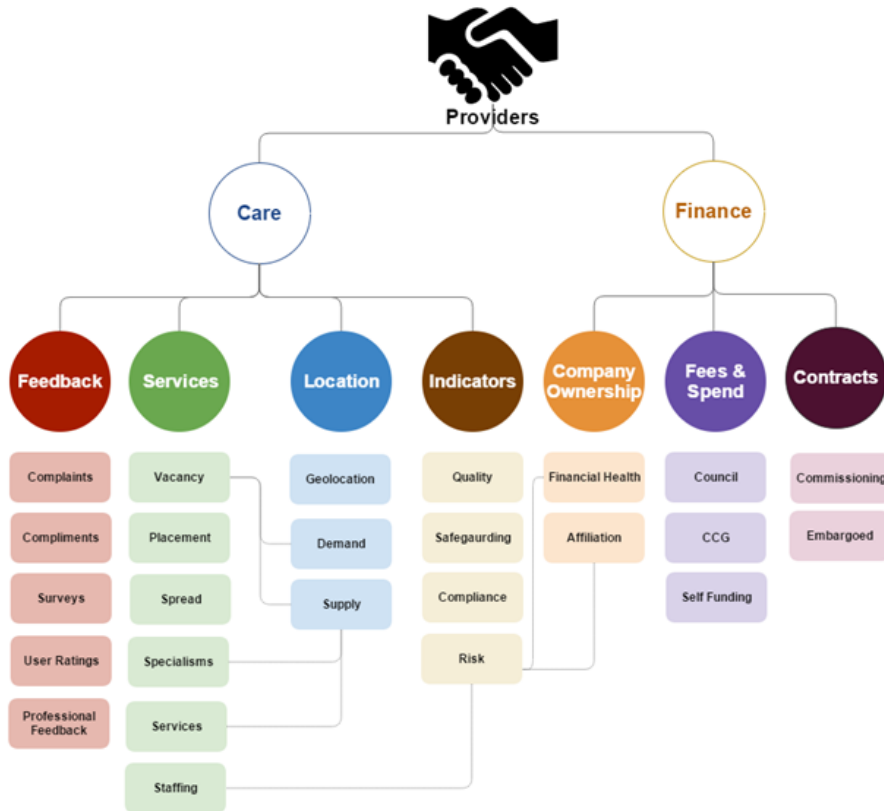 Providers
Care
Finance
Feedback
Services
Location
Indicators
Company
Ownership
Fees &
Spend
Contracts
Complaints
Vacancy
Geolocation
Quality
Financial Health
Council
Commissioning
Compliments
Placement
Demand
Safegaurding
Affiliation
CCG
Embargoed
Surveys
Spread
Supply
Compliance
Self Funding
User Ratings
Specialisms
Risk
Professional
Feedback
Services
Staffing